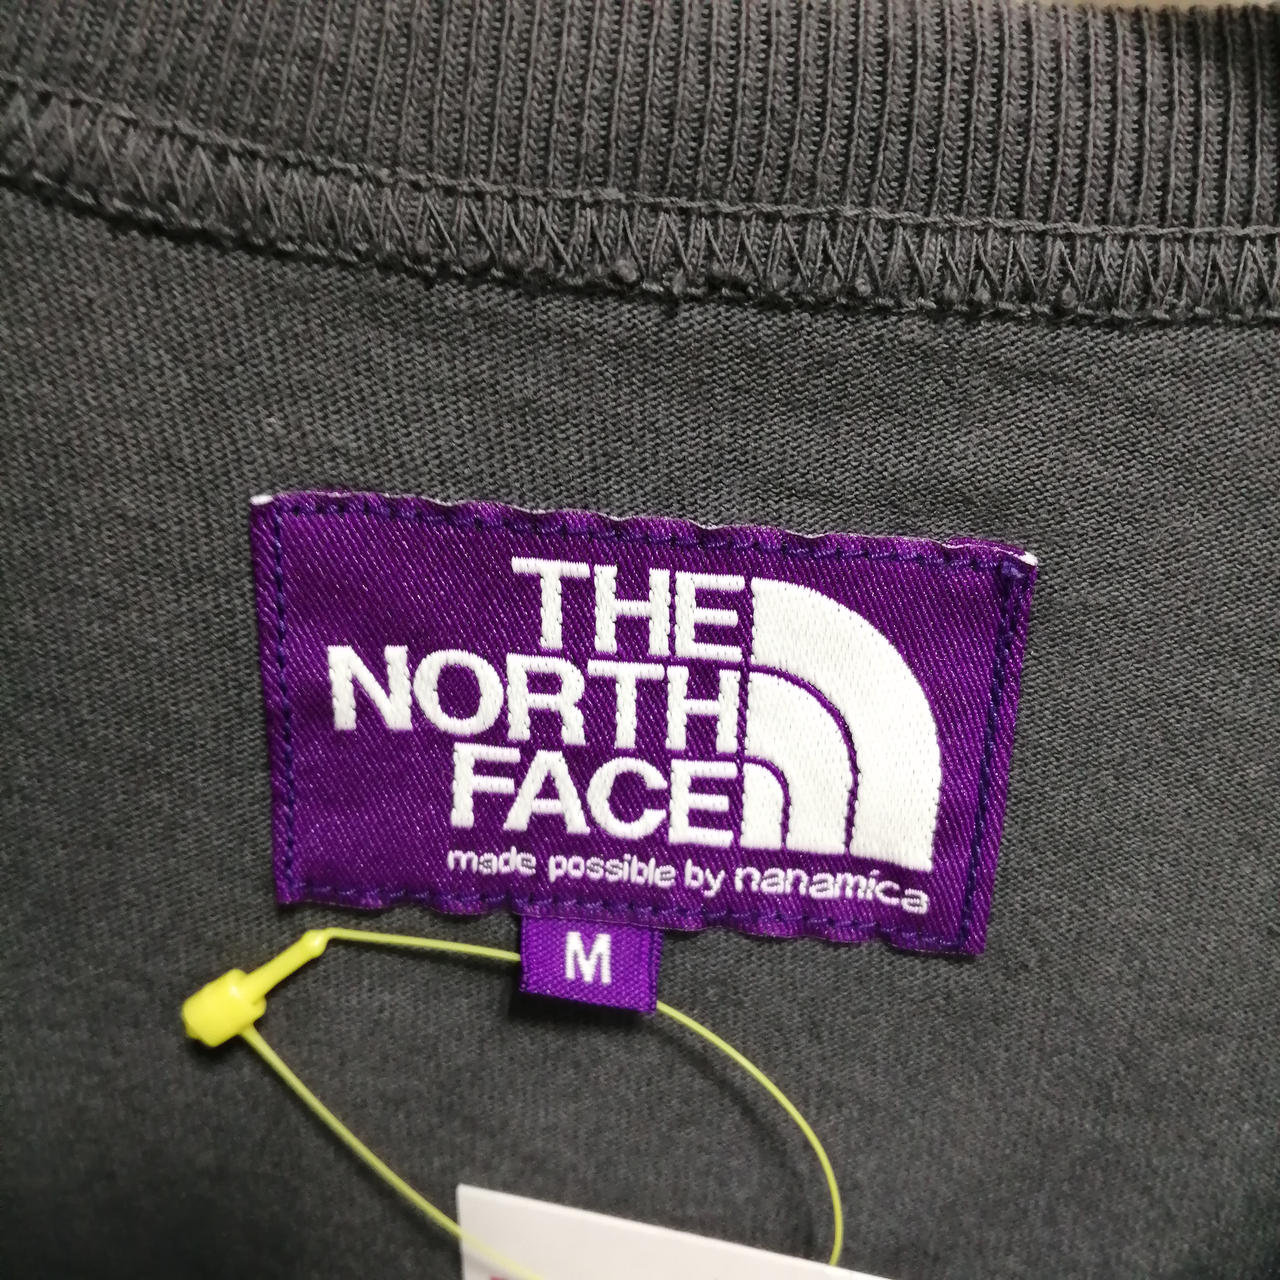 THE
NORTH
FACE
made possible by nanamica
M